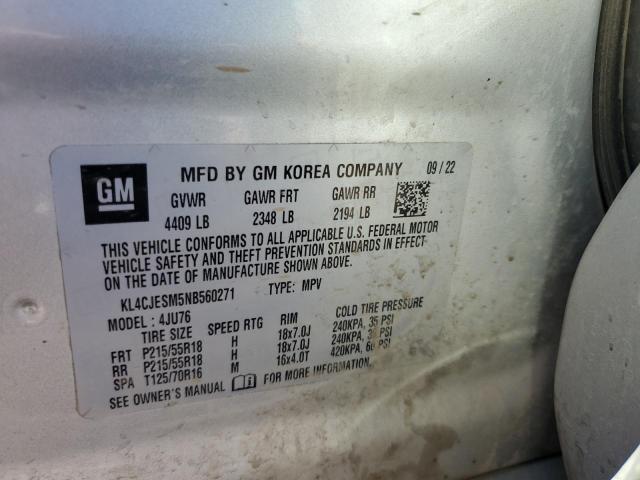 GM
MFD BY GM KOREA COMPANY 09 / 22
GVWR GAWR FRT GAWR RR
4409 LB 2348 LB 2194 LB
THIS VEHICLE CONFORMS TO ALL APPLICABLE U.S. FEDERAL MOTOR
VEHICLE SAFETY AND THEFT PREVENTION STANDARDS IN EFFECT
ON THE DATE OF MANUFACTURE SHOWN ABOVE.
KL4CJESM5NB560271 TYPE: MPV
MODEL: 4JU76
TIRE SIZE SPEED RTG RIM COLD TIRE PRESSURE
FRT P215/55R18 H 18x7.0J 240KPA, 35 PSI
RR P215/55R18 H 18x7.0J 240KPA, PSI
SPA T125/70R16 M 16x4.0T 420KPA, PSI
SEE OWNER'S MANUAL FOR MORE INFORMATION.